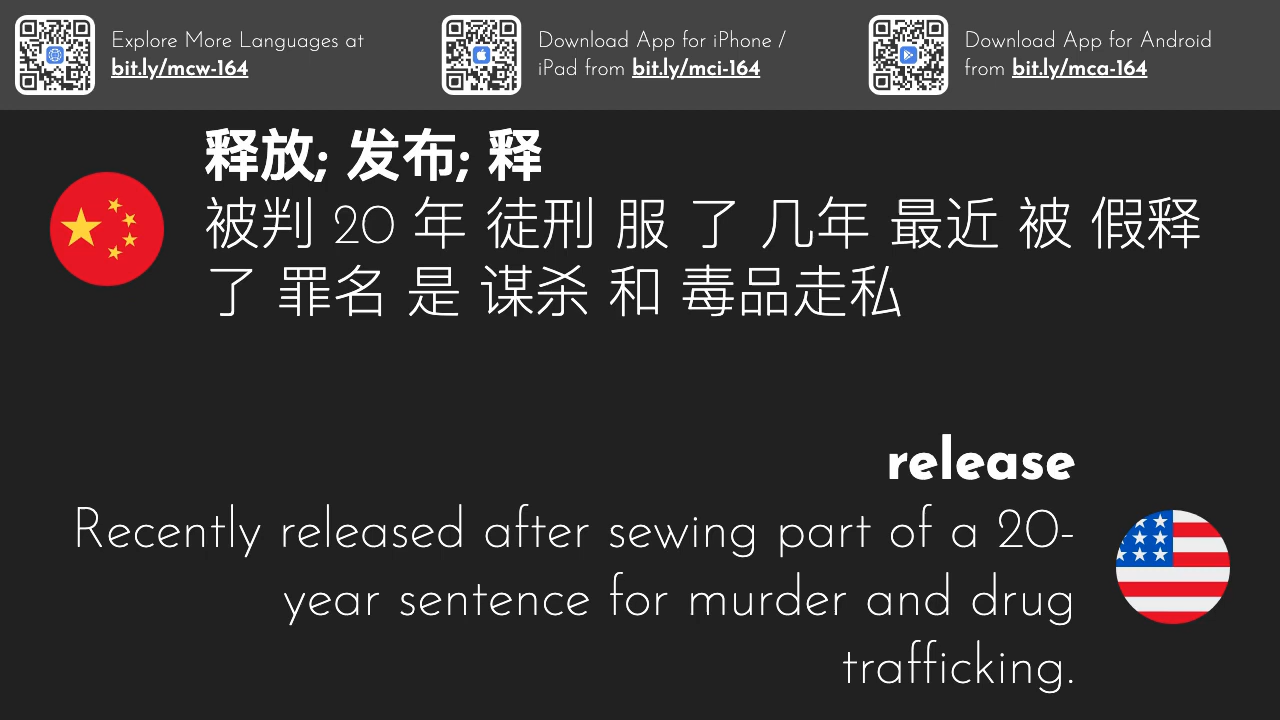 Explore More Languages at
bit.ly/mcw-164
Download App for iPhone /
iPad from bit.ly/mci-164
Download App for Android
from bit.ly/mca-164
释放; 发布; 释
被判 20 年 徒刑 服 了 几年 最近 被 假释
了 罪名 是 谋杀 和 毒品走私
release
Recently released after sewing part of a 20-
year sentence for murder and drug
trafficking.